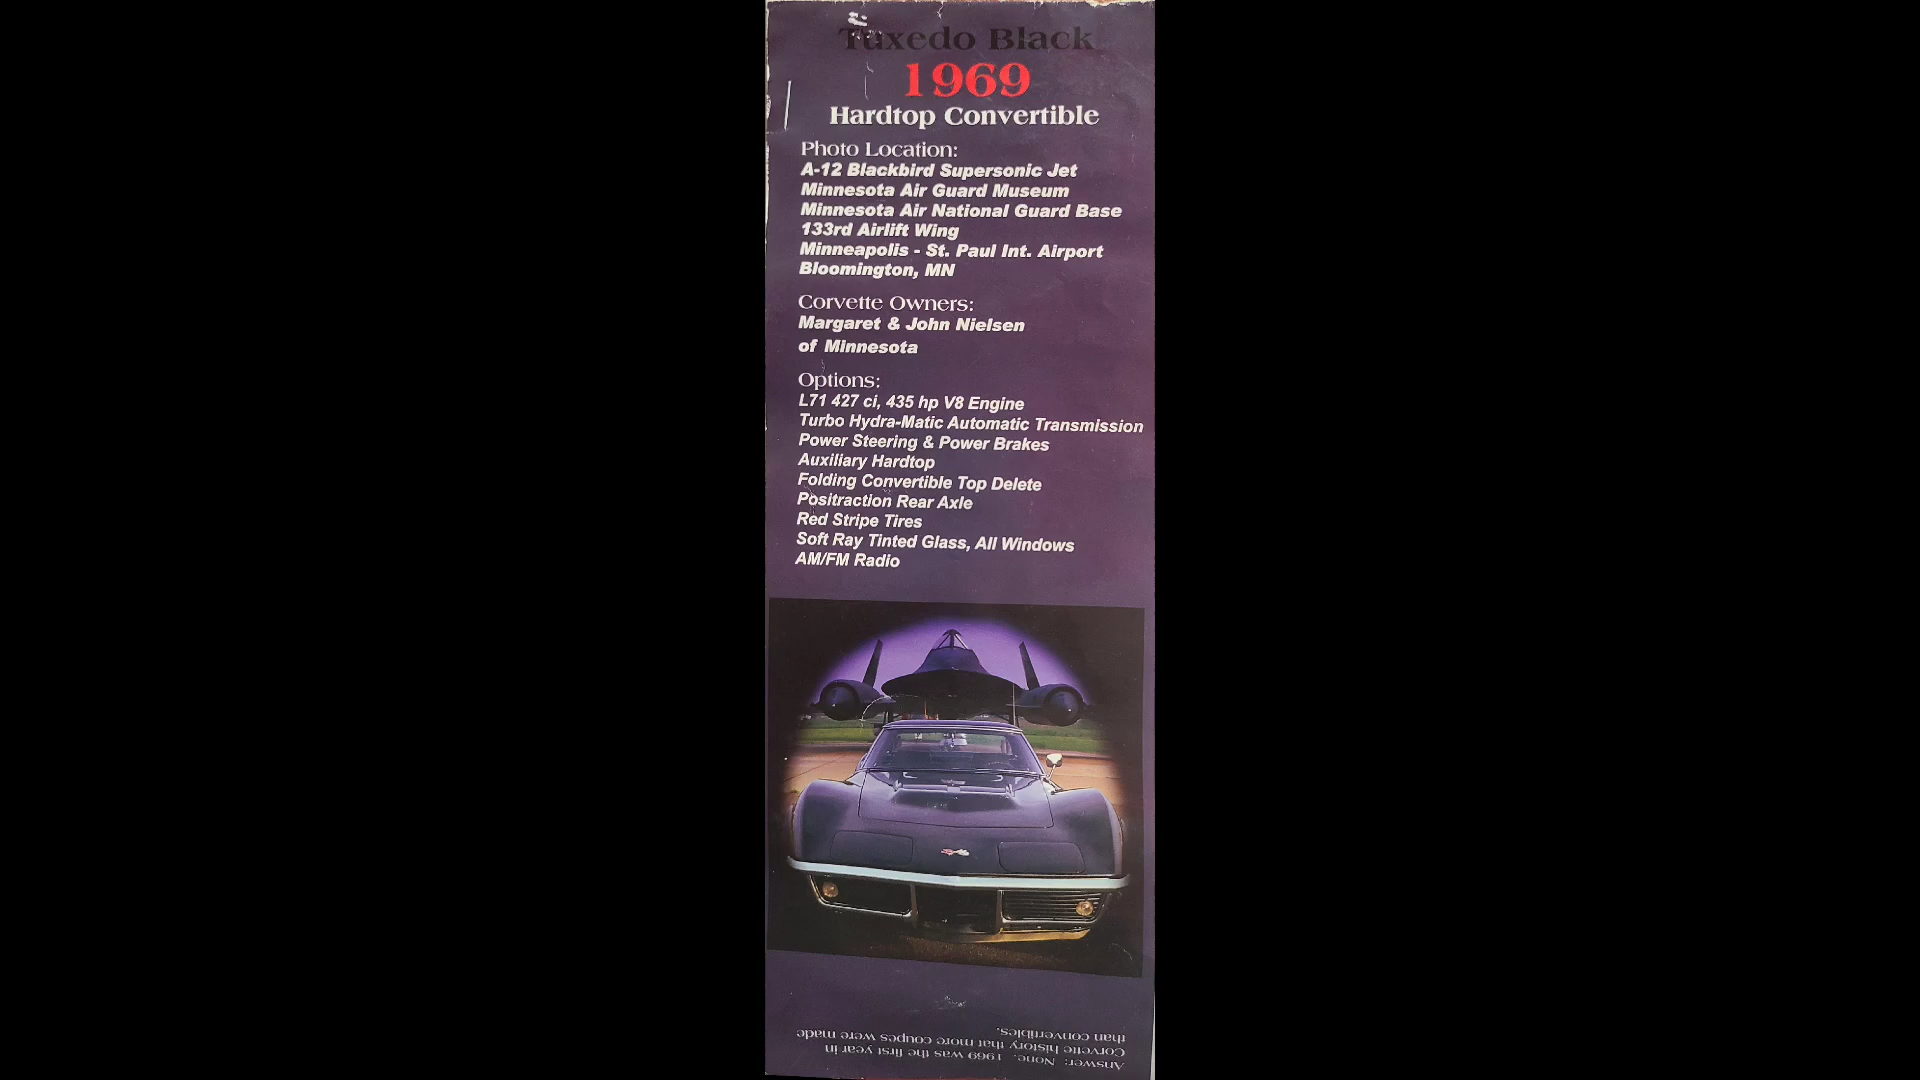 Tuxedo Black
1969
Hardtop Convertible
Photo Location:
A-12 Blackbird Supersonic Jet
Minnesota Air Guard Museum
Minnesota Air National Guard Base
133rd Airlift Wing
Minneapolis - St. Paul Int. Airport
Bloomington, MN
Corvette Owners:
Margaret & John Nielsen
of Minnesota
Options:
L71 427 ci, 435 hp V8 Engine
Turbo Hydra-Matic Automatic Transmission
Power Steering & Power Brakes
Auxiliary Hardtop
Folding Convertible Top Delete
Positraction Rear Axle
Red Stripe Tires
Soft Ray Tinted Glass, All Windows
AM/FM Radio
Answer: None. 1969 was the first year in
Corvette history that more coupes were made
than convertibles.